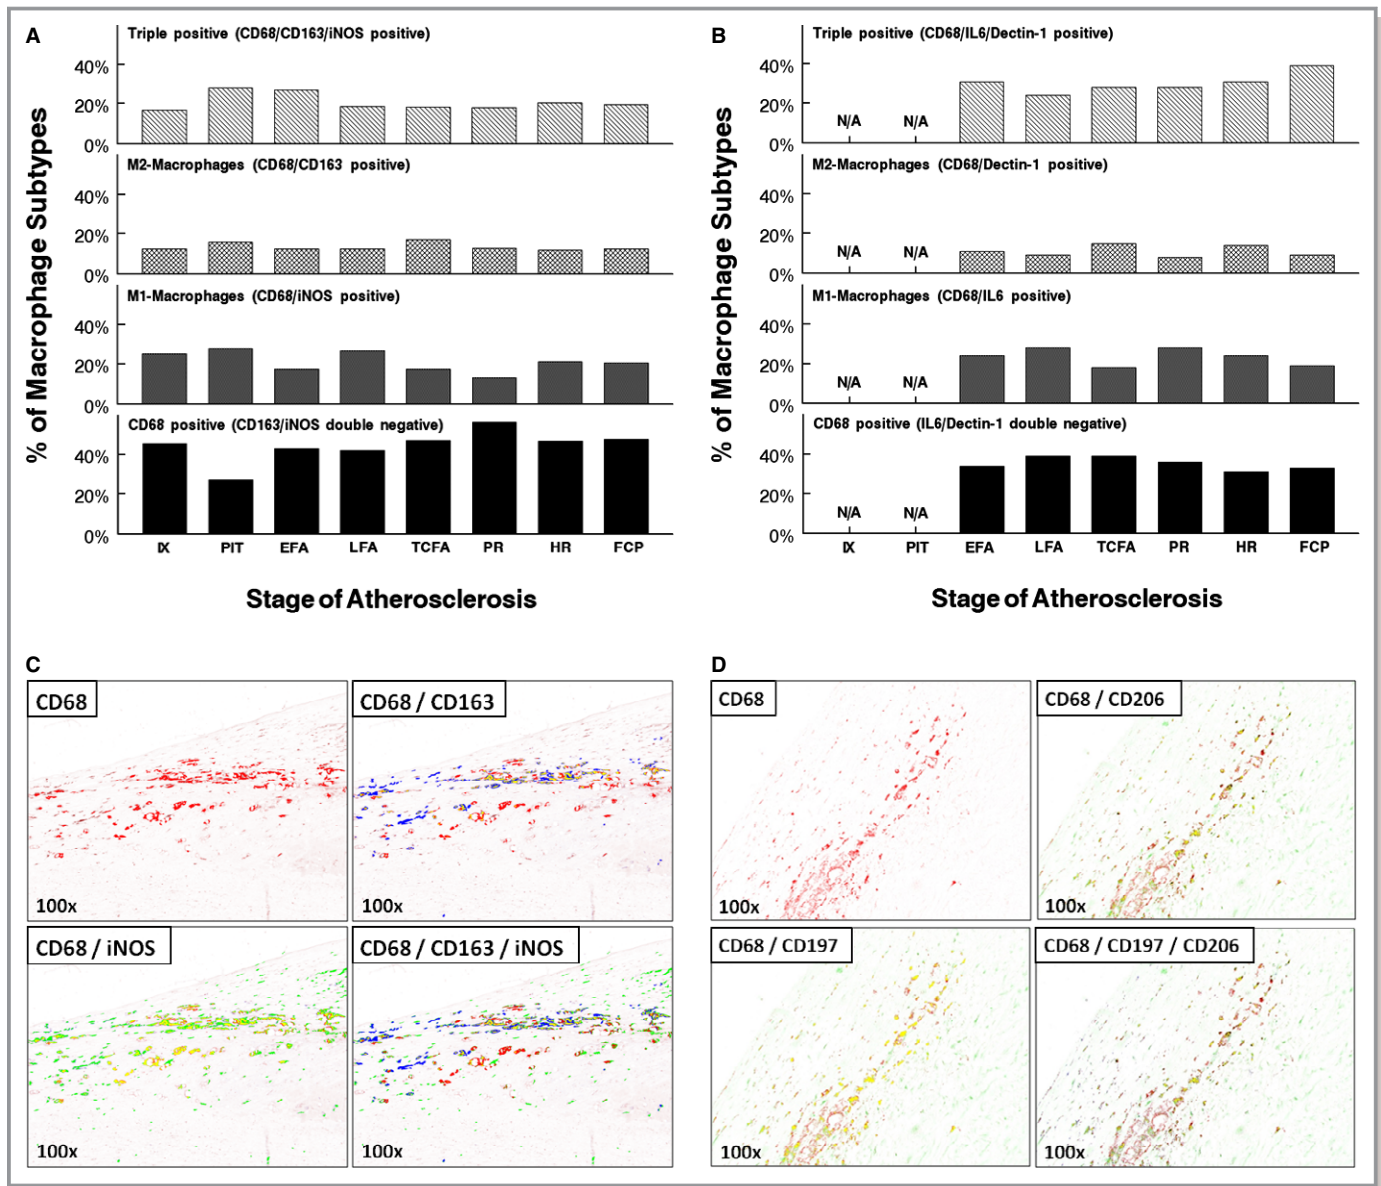 A
Triple positive (CD68/CD163/iNOS positive)
40%
20%
0%
M2-Macrophages (CD68/CD163 positive)
40%
20%
0%
M1-Macrophages (CD68/iNOS positive)
40%
20%
0%
CD68 positive (CD163/iNOS double negative)
40%
20%
0%
IX PIT EFA LFA TCFA PR HR FCP
% of Macrophage Subtypes
Stage of Atherosclerosis
B
Triple positive (CD68/IL6/Dectin-1 positive)
40%
20%
0%
N/A N/A
M2-Macrophages (CD68/Dectin-1 positive)
40%
20%
0%
N/A N/A
M1-Macrophages (CD68/IL6 positive)
40%
20%
0%
N/A N/A
CD68 positive (IL6/Dectin-1 double negative)
40%
20%
0%
N/A N/A
IX PIT EFA LFA TCFA PR HR FCP
% of Macrophage Subtypes
Stage of Atherosclerosis
C
CD68
100x
CD68 / CD163
100x
CD68 / iNOS
100x
CD68 / CD163 / iNOS
100x
D
CD68
100x
CD68 / CD206
100x
CD68 / CD197
100x
CD68 / CD197 / CD206
100x